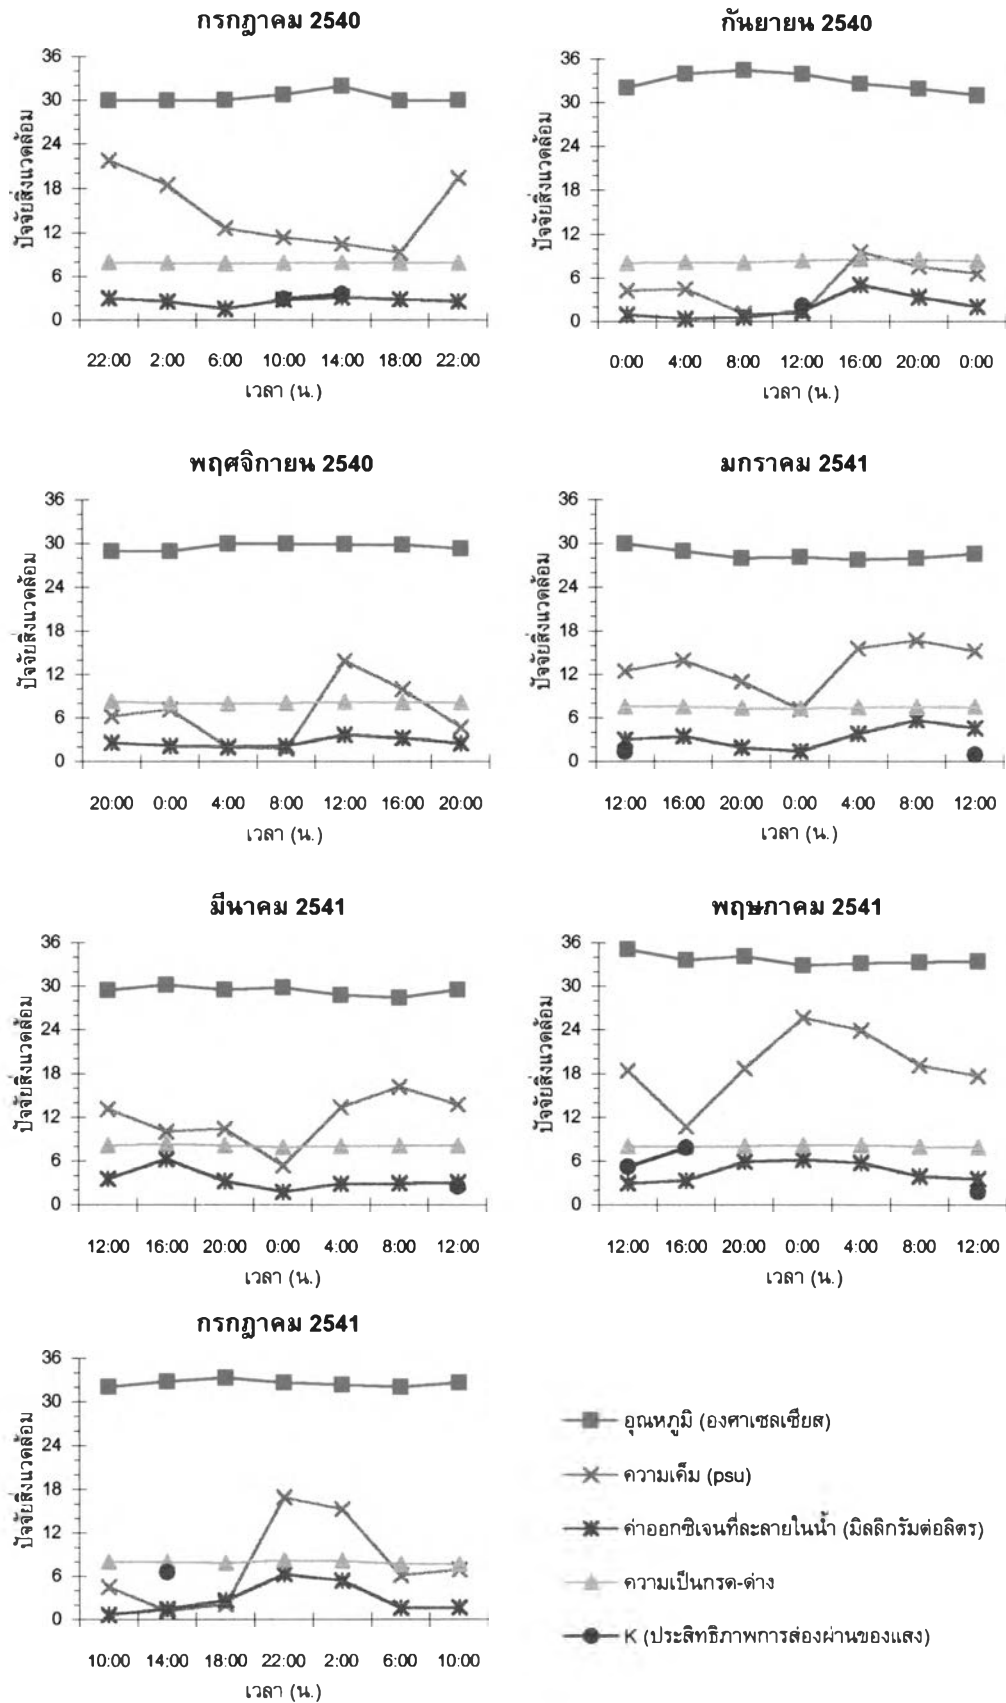 กรกฎาคม 2540
ปัจจัยสิ่งแวดล้อม
36
30
24
18
12
6
0
22:00 2:00 6:00 10:00 14:00 18:00 22:00
เวลา (น.)
กันยายน 2540
ปัจจัยสิ่งแวดล้อม
36
30
24
18
12
6
0
0:00 4:00 8:00 12:00 16:00 20:00 0:00
เวลา (น.)
พฤศจิกายน 2540
ปัจจัยสิ่งแวดล้อม
36
30
24
18
12
6
0
20:00 0:00 4:00 8:00 12:00 16:00 20:00
เวลา (น.)
มกราคม 2541
ปัจจัยสิ่งแวดล้อม
36
30
24
18
12
6
0
12:00 16:00 20:00 0:00 4:00 8:00 12:00
เวลา (น.)
มีนาคม 2541
ปัจจัยสิ่งแวดล้อม
36
30
24
18
12
6
0
12:00 16:00 20:00 0:00 4:00 8:00 12:00
เวลา (น.)
พฤษภาคม 2541
ปัจจัยสิ่งแวดล้อม
36
30
24
18
12
6
0
12:00 16:00 20:00 0:00 4:00 8:00 12:00
เวลา (น.)
กรกฎาคม 2541
ปัจจัยสิ่งแวดล้อม
36
30
24
18
12
6
0
10:00 14:00 18:00 22:00 2:00 6:00 10:00
เวลา (น.)
อุณหภูมิ (องศาเซลเซียส)
ความเค็ม (psu)
ค่าออกซิเจนที่ละลายในน้ำ (มิลลิกรัมต่อลิตร)
ความเป็นกรด-ด่าง
K (ประสิทธิภาพการส่องผ่านของแสง)